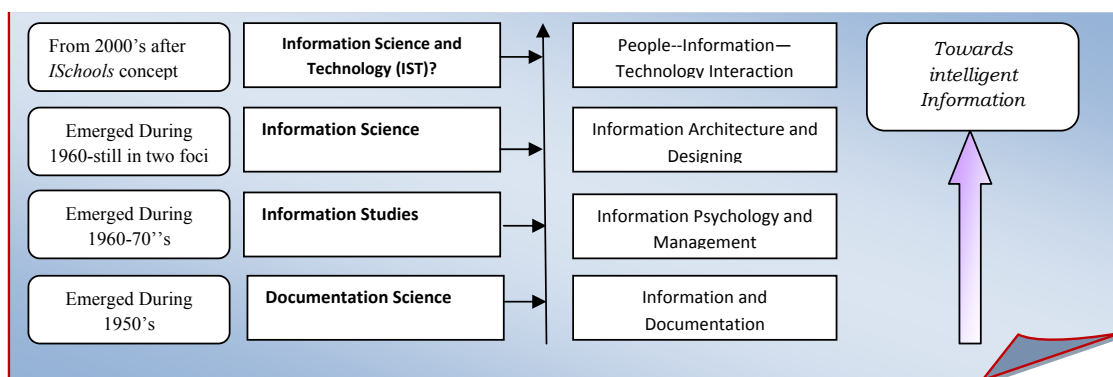 From 2000’s after
ISchools concept
Information Science and
Technology (IST)?
People--Information—
Technology Interaction
Towards
intelligent
Information
Emerged During
1960-still in two foci
Information Science
Information Architecture and
Designing
Emerged During
1960-70’’s
Information Studies
Information Psychology and
Management
Emerged During
1950’s
Documentation Science
Information and
Documentation